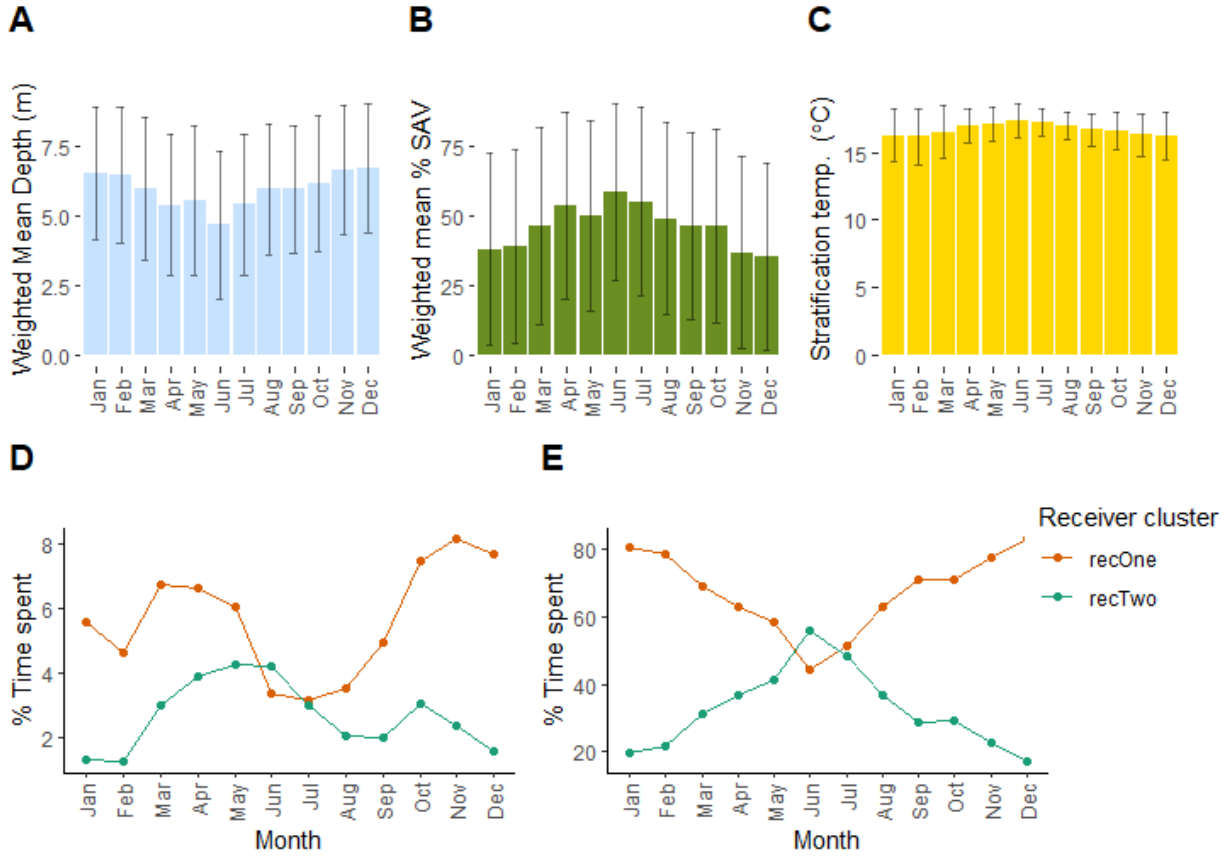 A
B
C
Weighted Mean Depth (m)
7.5
5.0
2.5
0.0
Jan
Feb
Mar
Apr
May
Jun
Jul
Aug
Sep
Oct
Nov
Dec
Weighted mean % SAV
75
50
25
0
Jan
Feb
Mar
Apr
May
Jun
Jul
Aug
Sep
Oct
Nov
Dec
Stratification temp. (°C)
15
10
5
0
Jan
Feb
Mar
Apr
May
Jun
Jul
Aug
Sep
Oct
Nov
Dec
D
E
% Time spent
8
6
4
2
Jan
Feb
Mar
Apr
May
Jun
Jul
Aug
Sep
Oct
Nov
Dec
Month
% Time spent
80
60
40
20
Jan
Feb
Mar
Apr
May
Jun
Jul
Aug
Sep
Oct
Nov
Dec
Month
Receiver cluster
recOne
recTwo